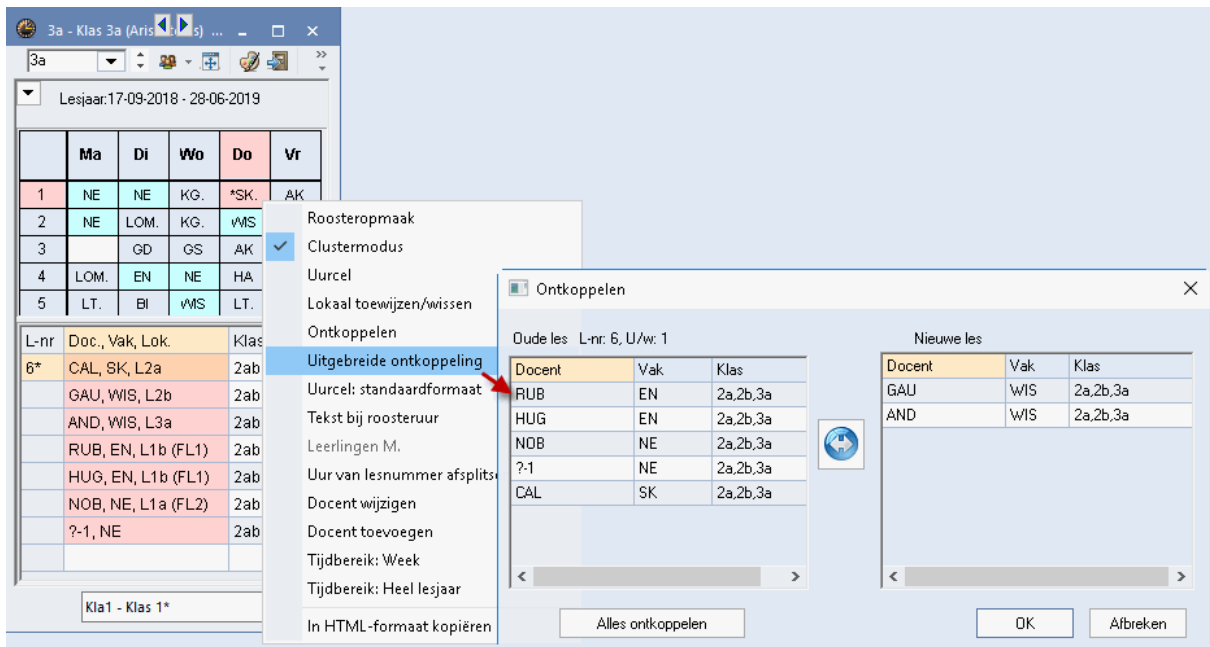 3a - Klas 3a (Aris s) ...
3a
Lesjaar:17-09-2018 - 28-06-2019
Ma Di Wo Do Vr
1 NE NE KG. *SK. AK
2 NE LOM. KG. WIS
3 GD GS AK
4 LOM. EN NE HA
5 LT. BI WIS LT.
L-nr Doc., Vak, Lok. Klas
6* CAL, SK, L2a 2ab
GAU, WIS, L2b 2ab
AND, WIS, L3a 2ab
RUB, EN, L1b (FL1) 2ab
HUG, EN, L1b (FL1) 2ab
NOB, NE, L1a (FL2) 2ab
?-1, NE 2ab
Kla1 - Klas 1*
Roosteropmaak
Clustermodus
Uurcel
Lokaal toewijzen/wissen
Ontkoppelen
Uitgebreide ontkoppeling
Uurcel: standaardformaat
Tekst bij roosteruur
Leerlingen M.
Uur van lesnummer afsplits
Docent wijzigen
Docent toevoegen
Tijdbereik: Week
Tijdbereik: Heel lesjaar
In HTML-formaat kopiëren
Ontkoppelen
Oude les L-nr: 6, U/w: 1
Docent Vak Klas
RUB EN 2a,2b,3a
HUG EN 2a,2b,3a
NOB NE 2a,2b,3a
?-1 NE 2a,2b,3a
CAL SK 2a,2b,3a
Nieuwe les
Docent Vak Klas
GAU WIS 2a,2b,3a
AND WIS 2a,2b,3a
Alles ontkoppelen
OK
Afbreken